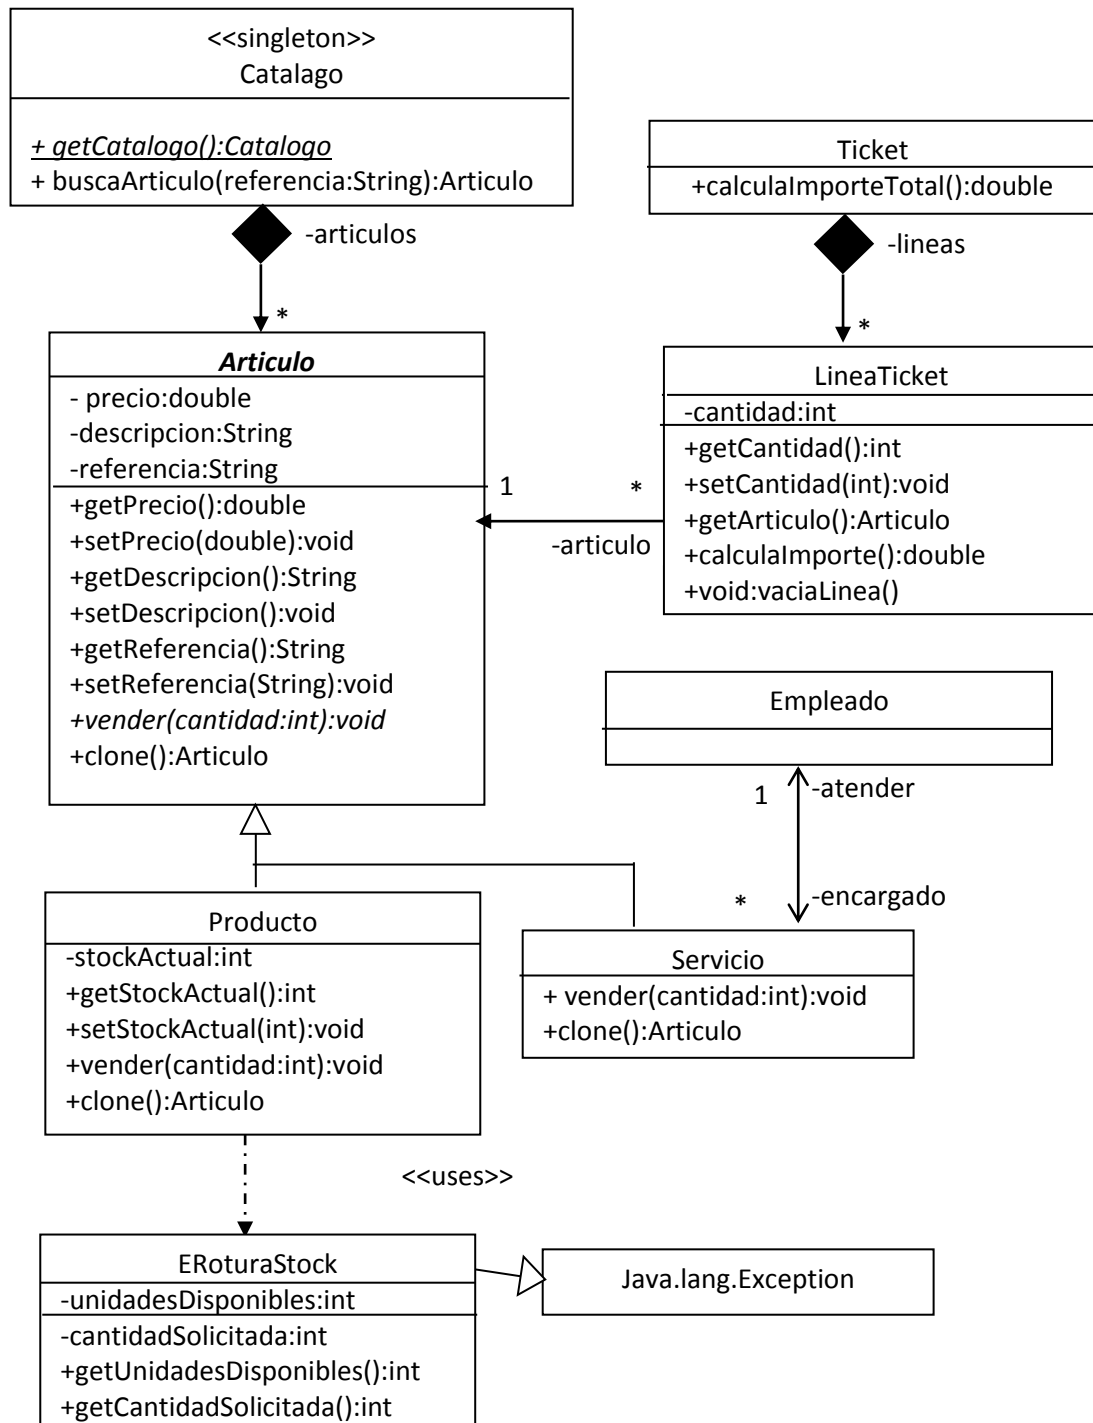 <<singleton>>
Catalago
+ getCatalogo():Catalogo
+ buscaArticulo(referencia:String):Articulo
-articulos
*
Ticket
+calculaImporteTotal():double
-lineas
*
Articulo
- precio:double
-descripcion:String
-referencia:String
+getPrecio():double
+setPrecio(double):void
+getDescripcion():String
+setDescripcion():void
+getReferencia():String
+setReferencia(String):void
+vender(cantidad:int):void
+clone():Articulo
1
*
-articulo
LineaTicket
-cantidad:int
+getCantidad():int
+setCantidad(int):void
+getArticulo():Articulo
+calculaImporte():double
+void:vaciaLinea()
Empleado
1
-atender
*
-encargado
Producto
-stockActual:int
+getStockActual():int
+setStockActual(int):void
+vender(cantidad:int):void
+clone():Articulo
Servicio
+ vender(cantidad:int):void
+clone():Articulo
<<uses>>
ERoturaStock
-unidadesDisponibles:int
-cantidadSolicitada:int
+getUnidadesDisponibles():int
+getCantidadSolicitada():int
Java.lang.Exception